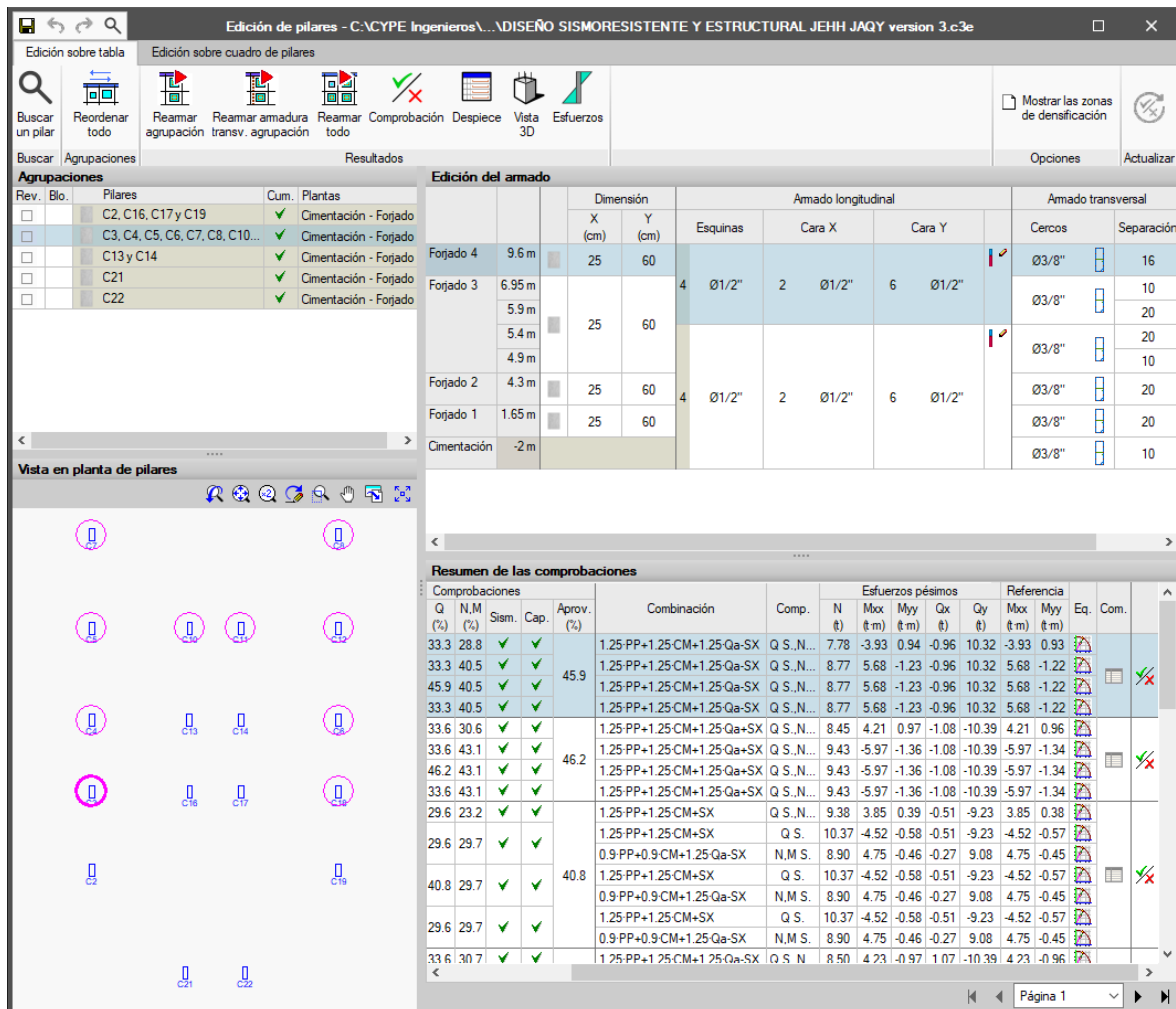 Edición de pilares - C:\CYPE Ingenieros\...\DISEÑO SISMORESISTENTE Y ESTRUCTURAL JEHH JAQY version 3.c3e
Edición sobre tabla Edición sobre cuadro de pilares
Buscar un pilar
Reordenar todo
Rearmar agrupación
Rearmar armadura transv. agrupación
Rearmar todo
Comprobación
Despiece
Vista 3D
Esfuerzos
Mostrar las zonas de densificación
Buscar Agrupaciones Resultados Opciones Actualizar
Agrupaciones
Rev. Blo. Pilares Cum. Plantas
C2, C16, C17 y C19 Cimentación - Forjado
C3, C4, C5, C6, C7, C8, C10... Cimentación - Forjado
C13 y C14 Cimentación - Forjado
C21 Cimentación - Forjado
C22 Cimentación - Forjado
Edición del armado
Dimensión Armado longitudinal Armado transversal
X (cm) Y (cm) Esquinas Cara X Cara Y Cercos Separación
Forjado 4 9.6 m 25 60 4 Ø1/2" 2 Ø1/2" 6 Ø1/2" Ø3/8" 16
Forjado 3 6.95 m 25 60 Ø3/8" 10
5.9 m 20
5.4 m 4 Ø1/2" 2 Ø1/2" 6 Ø1/2" Ø3/8" 20
4.9 m 10
Forjado 2 4.3 m 25 60 Ø3/8" 20
Forjado 1 1.65 m 25 60 Ø3/8" 20
Cimentación -2 m Ø3/8" 10
Vista en planta de pilares
x2
C7 C8
C5 C10 C11 C12
C4 C13 C14 C6
C3 C16 C17 C18
C2 C19
C21 C22
Resumen de las comprobaciones
Comprobaciones Esfuerzos pésimos Referencia
Q (%) N,M (%) Sism. Cap. Aprov. (%) Combinación Comp. N (t) Mxx (t·m) Myy (t·m) Qx (t) Qy (t) Mxx (t·m) Myy (t·m) Eq. Com.
33.3 28.8 45.9 1.25·PP+1.25·CM+1.25·Qa-SX Q S.,N... 7.78 -3.93 0.94 -0.96 10.32 -3.93 0.93
33.3 40.5 1.25·PP+1.25·CM+1.25·Qa-SX Q S.,N... 8.77 5.68 -1.23 -0.96 10.32 5.68 -1.22
45.9 40.5 1.25·PP+1.25·CM+1.25·Qa-SX Q S.,N... 8.77 5.68 -1.23 -0.96 10.32 5.68 -1.22
33.3 40.5 1.25·PP+1.25·CM+1.25·Qa-SX Q S.,N... 8.77 5.68 -1.23 -0.96 10.32 5.68 -1.22
33.6 30.6 46.2 1.25·PP+1.25·CM+1.25·Qa+SX Q S.,N... 8.45 4.21 0.97 -1.08 -10.39 4.21 0.96
33.6 43.1 1.25·PP+1.25·CM+1.25·Qa+SX Q S.,N... 9.43 -5.97 -1.36 -1.08 -10.39 -5.97 -1.34
46.2 43.1 1.25·PP+1.25·CM+1.25·Qa+SX Q S.,N... 9.43 -5.97 -1.36 -1.08 -10.39 -5.97 -1.34
33.6 43.1 1.25·PP+1.25·CM+1.25·Qa+SX Q S.,N... 9.43 -5.97 -1.36 -1.08 -10.39 -5.97 -1.34
29.6 23.2 40.8 1.25·PP+1.25·CM+SX Q S.,N... 9.38 3.85 0.39 -0.51 -9.23 3.85 0.38
29.6 29.7 1.25·PP+1.25·CM+SX Q S. 10.37 -4.52 -0.58 -0.51 -9.23 -4.52 -0.57
0.9·PP+0.9·CM+1.25·Qa-SX N,M S. 8.90 4.75 -0.46 -0.27 9.08 4.75 -0.45
40.8 29.7 1.25·PP+1.25·CM+SX Q S. 10.37 -4.52 -0.58 -0.51 -9.23 -4.52 -0.57
0.9·PP+0.9·CM+1.25·Qa-SX N,M S. 8.90 4.75 -0.46 -0.27 9.08 4.75 -0.45
29.6 29.7 1.25·PP+1.25·CM+SX Q S. 10.37 -4.52 -0.58 -0.51 -9.23 -4.52 -0.57
0.9·PP+0.9·CM+1.25·Qa-SX N,M S. 8.90 4.75 -0.46 -0.27 9.08 4.75 -0.45
33.6 30.7 1.25·PP+1.25·CM+1.25·Qa-SX Q S.,N 8.50 4.23 -0.97 1.07 -10.39 4.23 -0.96
Página 1